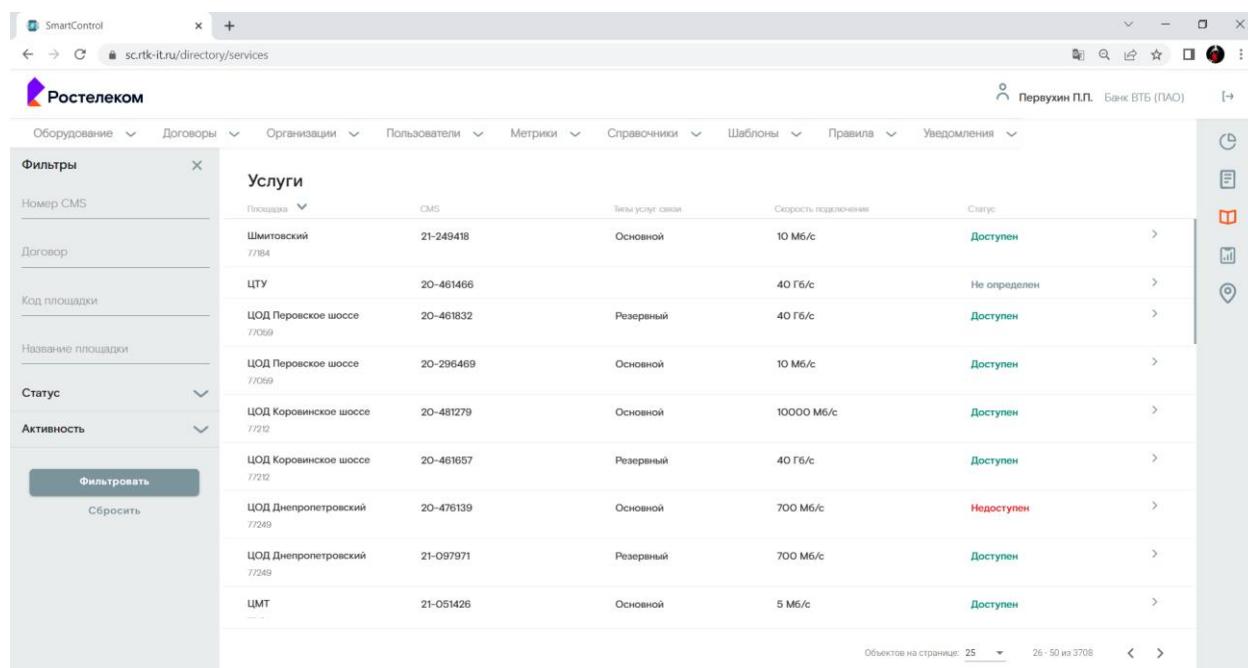 SmartControl
sc.rtk-it.ru/directory/services
Ростелеком
Первухин П.П. Банк ВТБ (ПАО)
Оборудование Договоры Организации Пользователи Метрики Справочники Шаблоны Правила Уведомления
Фильтры
Номер CMS
Договор
Код площадки
Название площадки
Статус
Активность
Фильтровать
Сбросить
Услуги
Площадка CMS Типы услуг связи Скорость подключения Статус
Шмитовский 21-249418 Основной 10 Мб/с Доступен
77184
ЦТУ 20-461466 40 Гб/с Не определен
ЦОД Перовское шоссе 20-461832 Резервный 40 Гб/с Доступен
77059
ЦОД Перовское шоссе 20-296469 Основной 10 Мб/с Доступен
77059
ЦОД Коровинское шоссе 20-481279 Основной 10000 Мб/с Доступен
77212
ЦОД Коровинское шоссе 20-461657 Резервный 40 Гб/с Доступен
77212
ЦОД Днепропетровский 20-476139 Основной 700 Мб/с Недоступен
77249
ЦОД Днепропетровский 21-097971 Резервный 700 Мб/с Доступен
77249
ЦМТ 21-051426 Основной 5 Мб/с Доступен
Объектов на странице: 25 26 - 50 из 3708